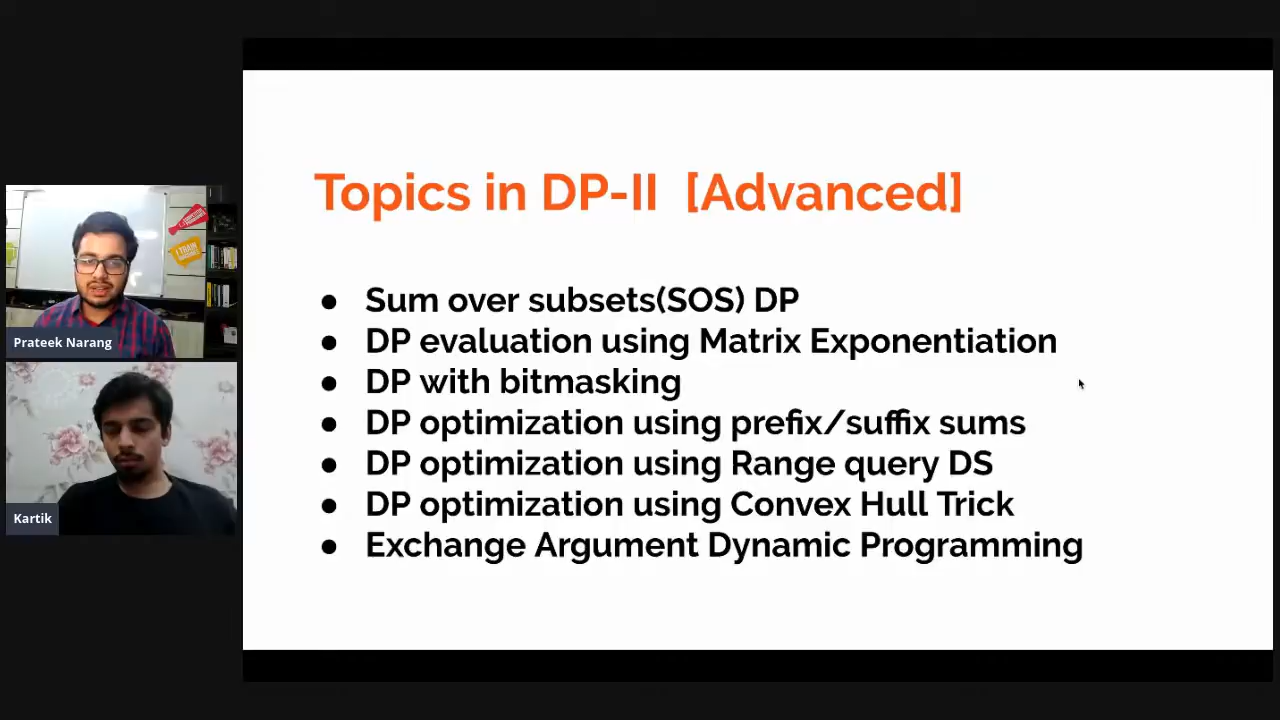 Topics in DP-II [Advanced]
● Sum over subsets(SOS) DP
● DP evaluation using Matrix Exponentiation
● DP with bitmasking
● DP optimization using prefix/suffix sums
● DP optimization using Range query DS
● DP optimization using Convex Hull Trick
● Exchange Argument Dynamic Programming
Prateek Narang
Kartik